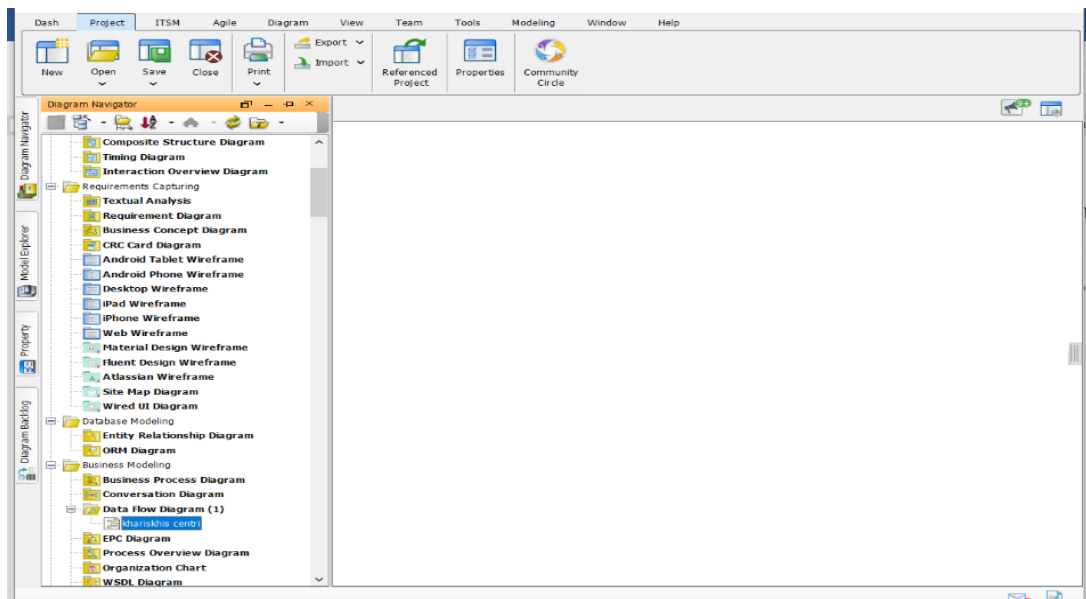 Dash Project ITSM Agile Diagram View Team Tools Modeling Window Help
New Open Save Close Print Export Import Referenced Project Properties Community Circle
Diagram Navigator
Diagram Navigator
Model Explorer
Property
Diagram Backlog
9+
Composite Structure Diagram
Timing Diagram
Interaction Overview Diagram
Requirements Capturing
Textual Analysis
Requirement Diagram
Business Concept Diagram
CRC Card Diagram
Android Tablet Wireframe
Android Phone Wireframe
Desktop Wireframe
iPad Wireframe
iPhone Wireframe
Web Wireframe
Material Design Wireframe
Fluent Design Wireframe
Atlassian Wireframe
Site Map Diagram
Wired UI Diagram
Database Modeling
Entity Relationship Diagram
ORM Diagram
Business Modeling
Business Process Diagram
Conversation Diagram
Data Flow Diagram (1)
khariskhis centri
EPC Diagram
Process Overview Diagram
Organization Chart
WSDL Diagram